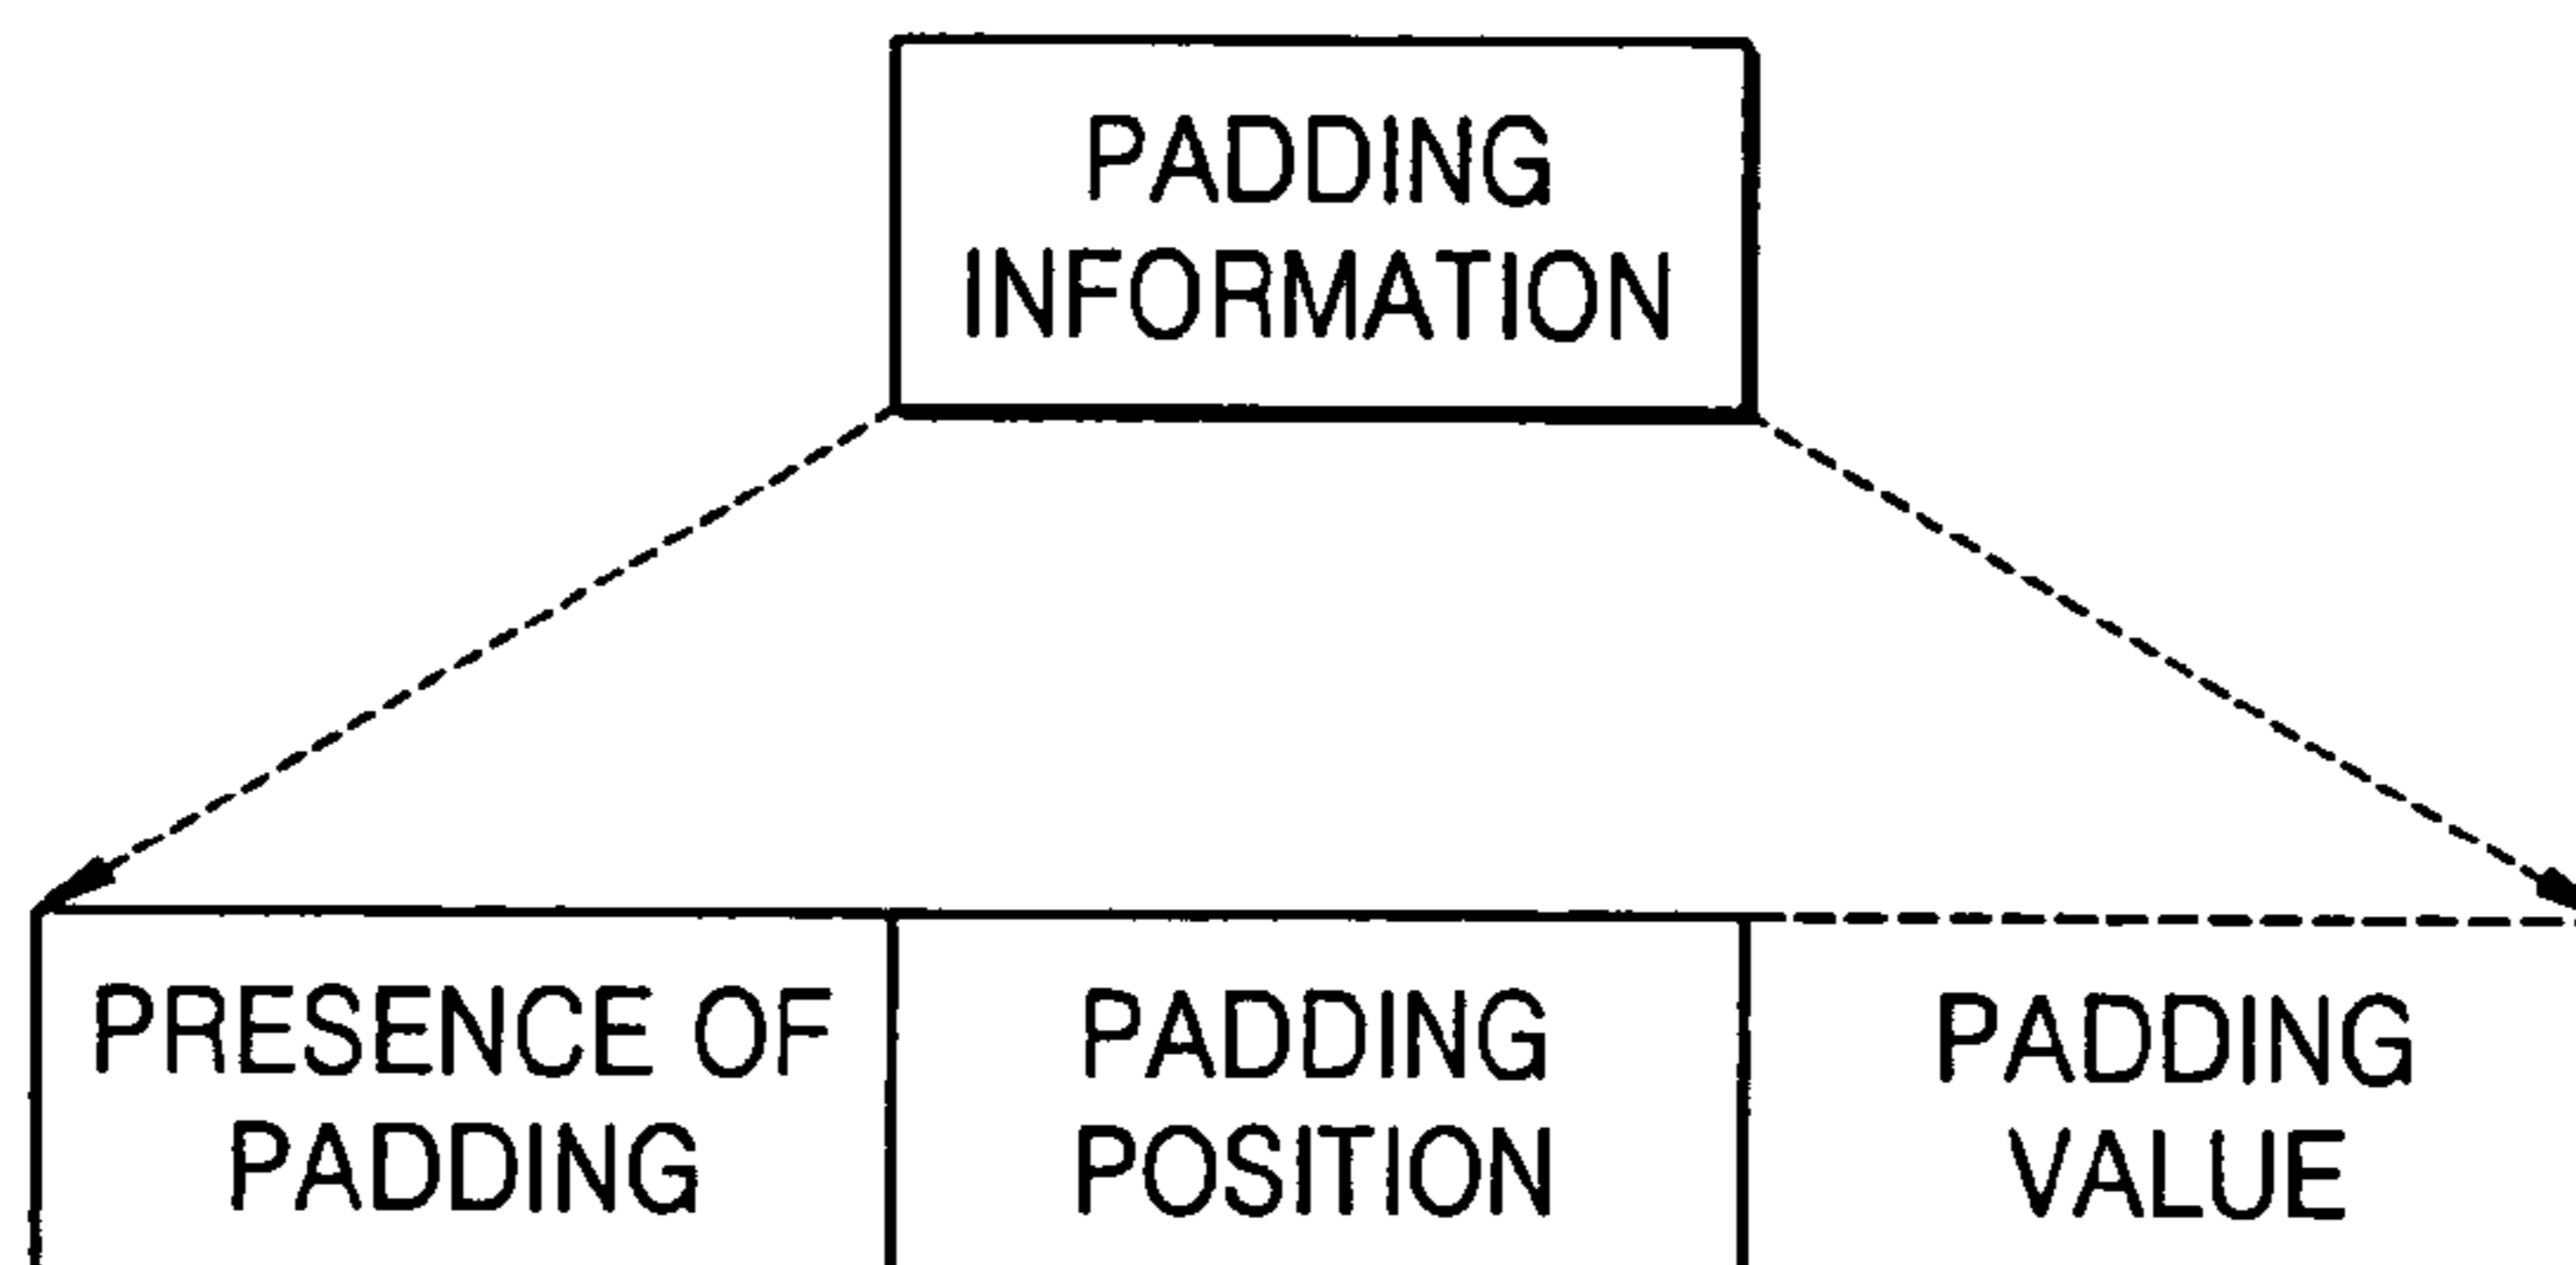 PADDING
INFORMATION
PRESENCE OF
PADDING
PADDING
POSITION
PADDING
VALUE